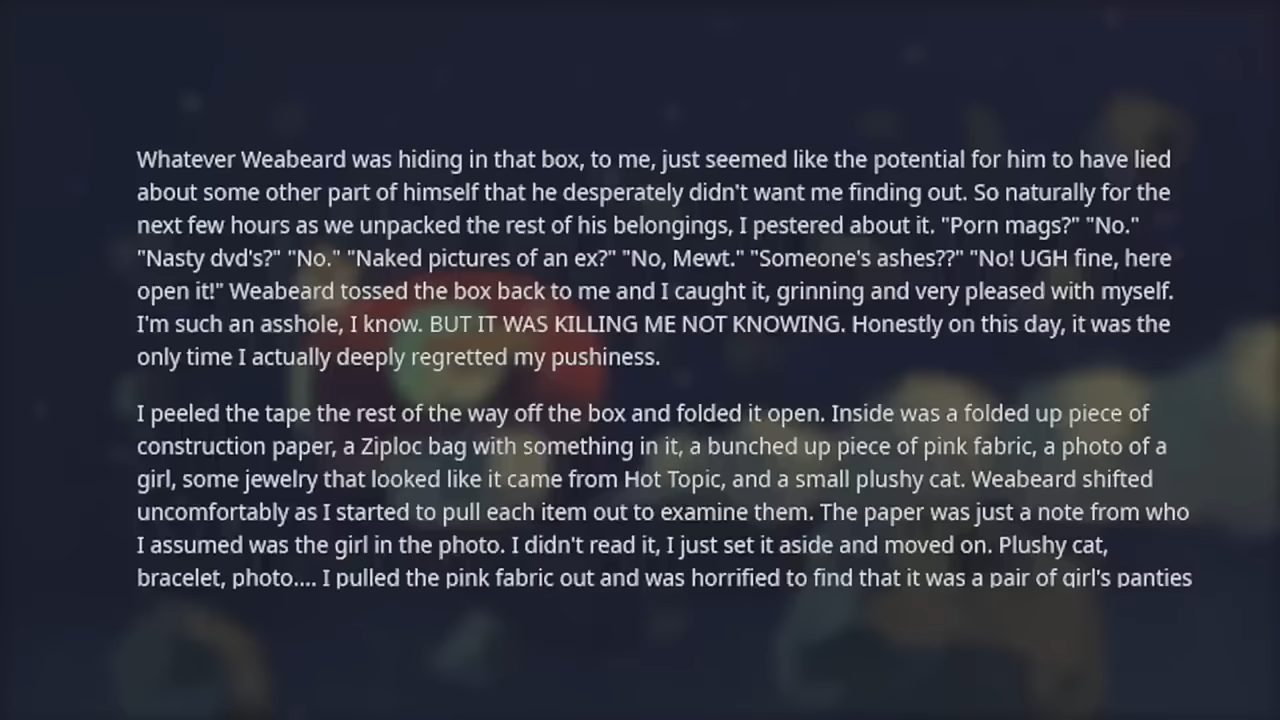 Whatever Weabeard was hiding in that box, to me, just seemed like the potential for him to have lied
about some other part of himself that he desperately didn't want me finding out. So naturally for the
next few hours as we unpacked the rest of his belongings, I pestered about it. "Porn mags?" "No."
"Nasty dvd's?" "No." "Naked pictures of an ex?" "No, Mewt." "Someone's ashes??" "No! UGH fine, here
open it!" Weabeard tossed the box back to me and I caught it, grinning and very pleased with myself.
I'm such an asshole, I know. BUT IT WAS KILLING ME NOT KNOWING. Honestly on this day, it was the
only time I actually deeply regretted my pushiness.
I peeled the tape the rest of the way off the box and folded it open. Inside was a folded up piece of
construction paper, a Ziploc bag with something in it, a bunched up piece of pink fabric, a photo of a
girl, some jewelry that looked like it came from Hot Topic, and a small plushy cat. Weabeard shifted
uncomfortably as I started to pull each item out to examine them. The paper was just a note from who
I assumed was the girl in the photo. I didn't read it, I just set it aside and moved on. Plushy cat,
bracelet, photo.... I pulled the pink fabric out and was horrified to find that it was a pair of girl's panties